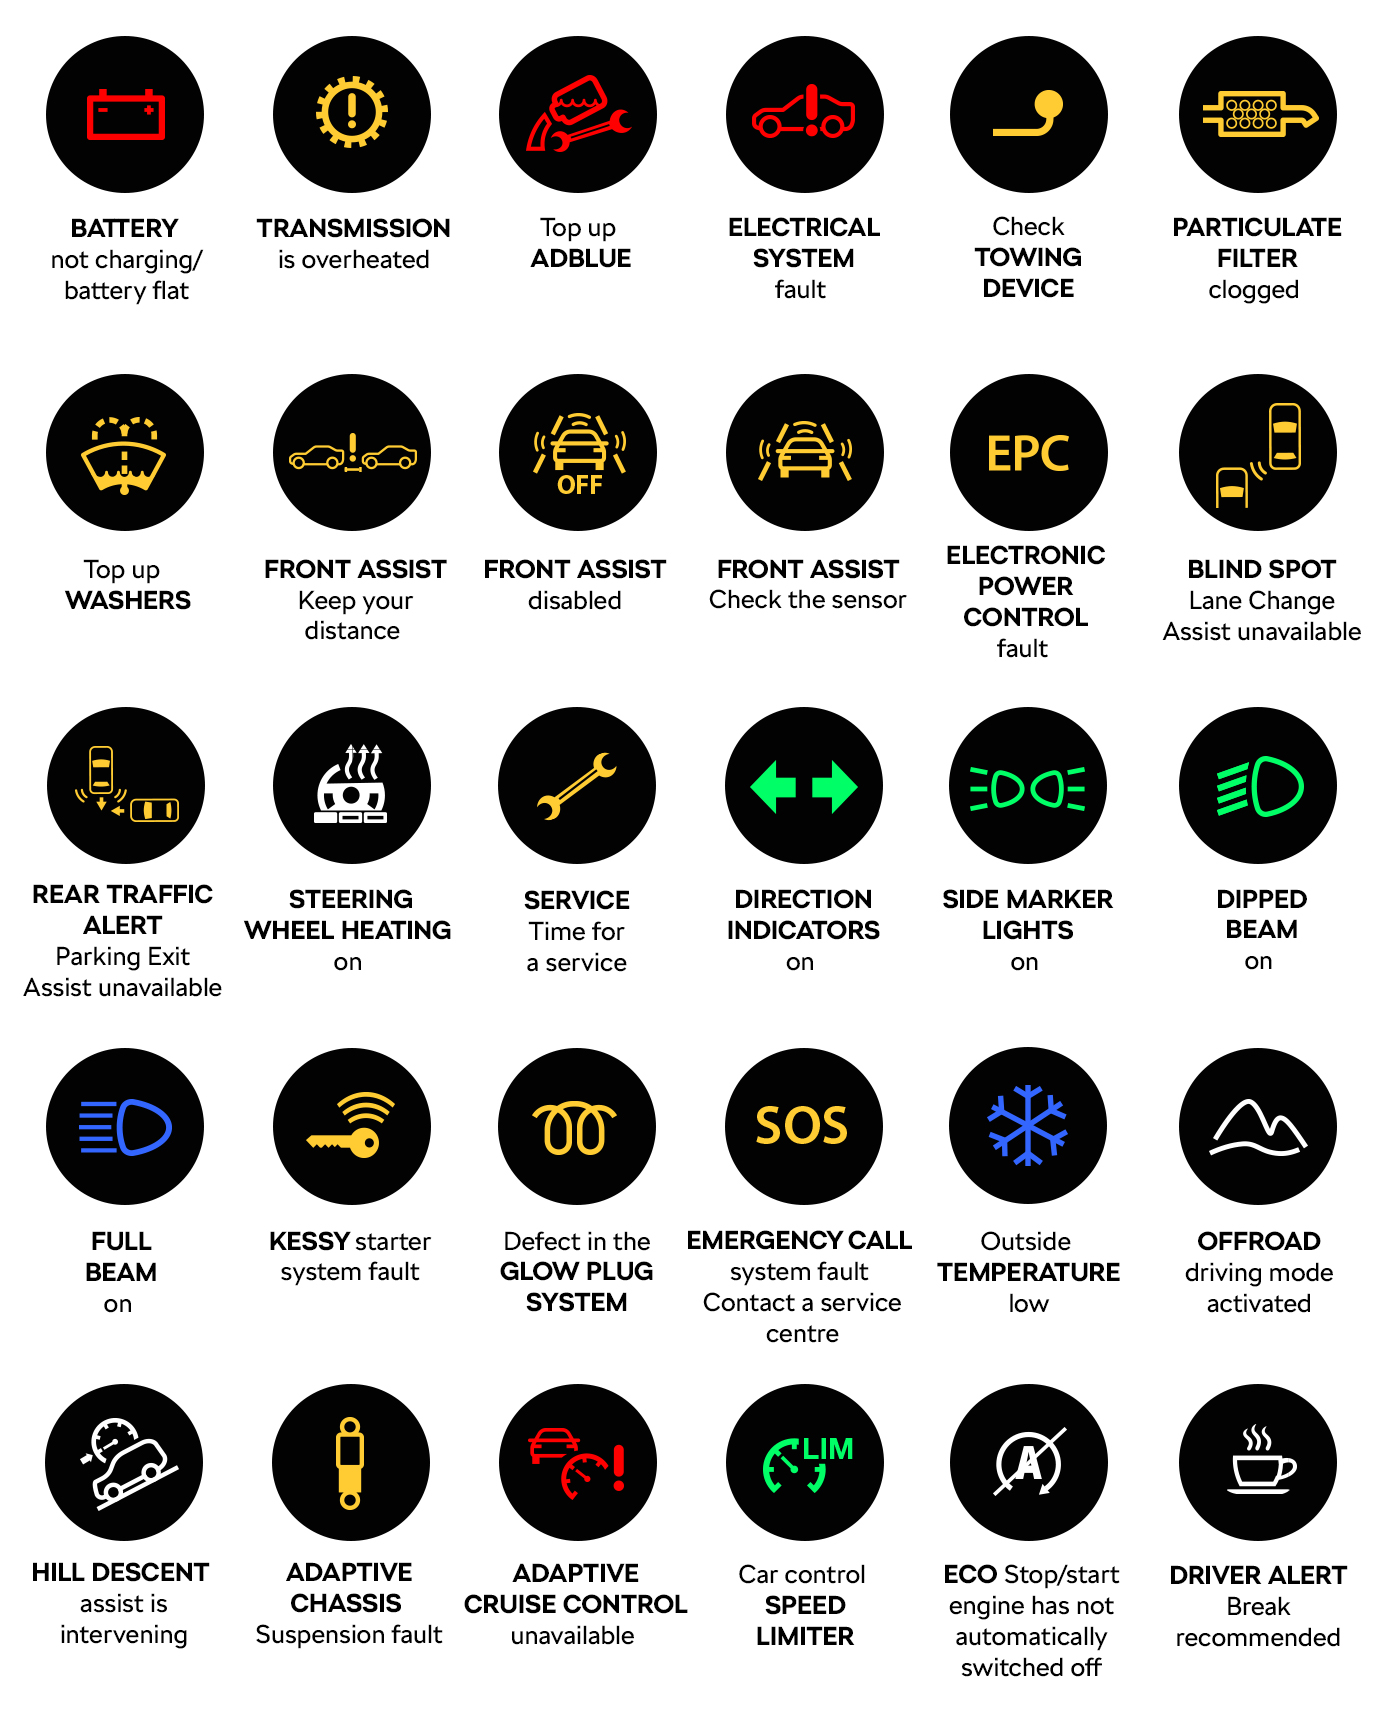 BATTERY
not charging/
battery flat
TRANSMISSION
is overheated
Top up
ADBLUE
ELECTRICAL
SYSTEM
fault
Check
TOWING
DEVICE
PARTICULATE
FILTER
clogged
Top up
WASHERS
FRONT ASSIST
Keep your
distance
OFF
FRONT ASSIST
disabled
FRONT ASSIST
Check the sensor
EPC
ELECTRONIC
POWER
CONTROL
fault
BLIND SPOT
Lane Change
Assist unavailable
REAR TRAFFIC
ALERT
Parking Exit
Assist unavailable
STEERING
WHEEL HEATING
on
SERVICE
Time for
a service
DIRECTION
INDICATORS
on
SIDE MARKER
LIGHTS
on
DIPPED
BEAM
on
FULL
BEAM
on
KESSY starter
system fault
Defect in the
GLOW PLUG
SYSTEM
SOS
EMERGENCY CALL
system fault
Contact a service
centre
Outside
TEMPERATURE
low
OFFROAD
driving mode
activated
HILL DESCENT
assist is
intervening
ADAPTIVE
CHASSIS
Suspension fault
ADAPTIVE
CRUISE CONTROL
unavailable
LIM
Car control
SPEED
LIMITER
A
ECO Stop/start
engine has not
automatically
switched off
DRIVER ALERT
Break
recommended